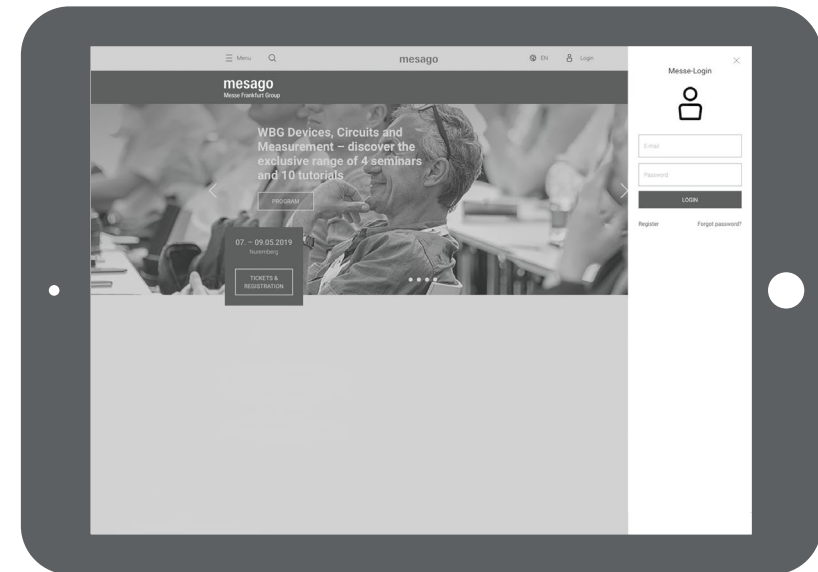 Menu
mesago
EN
Login
mesago
Messe Frankfurt Group
WBG Devices, Circuits and
Measurement – discover the
exclusive range of 4 seminars
and 10 tutorials
PROGRAM
07. – 09.05.2019
Nuremberg
TICKETS &
REGISTRATION
Messe-Login
E-mail
Password
LOGIN
Register
Forgot password?